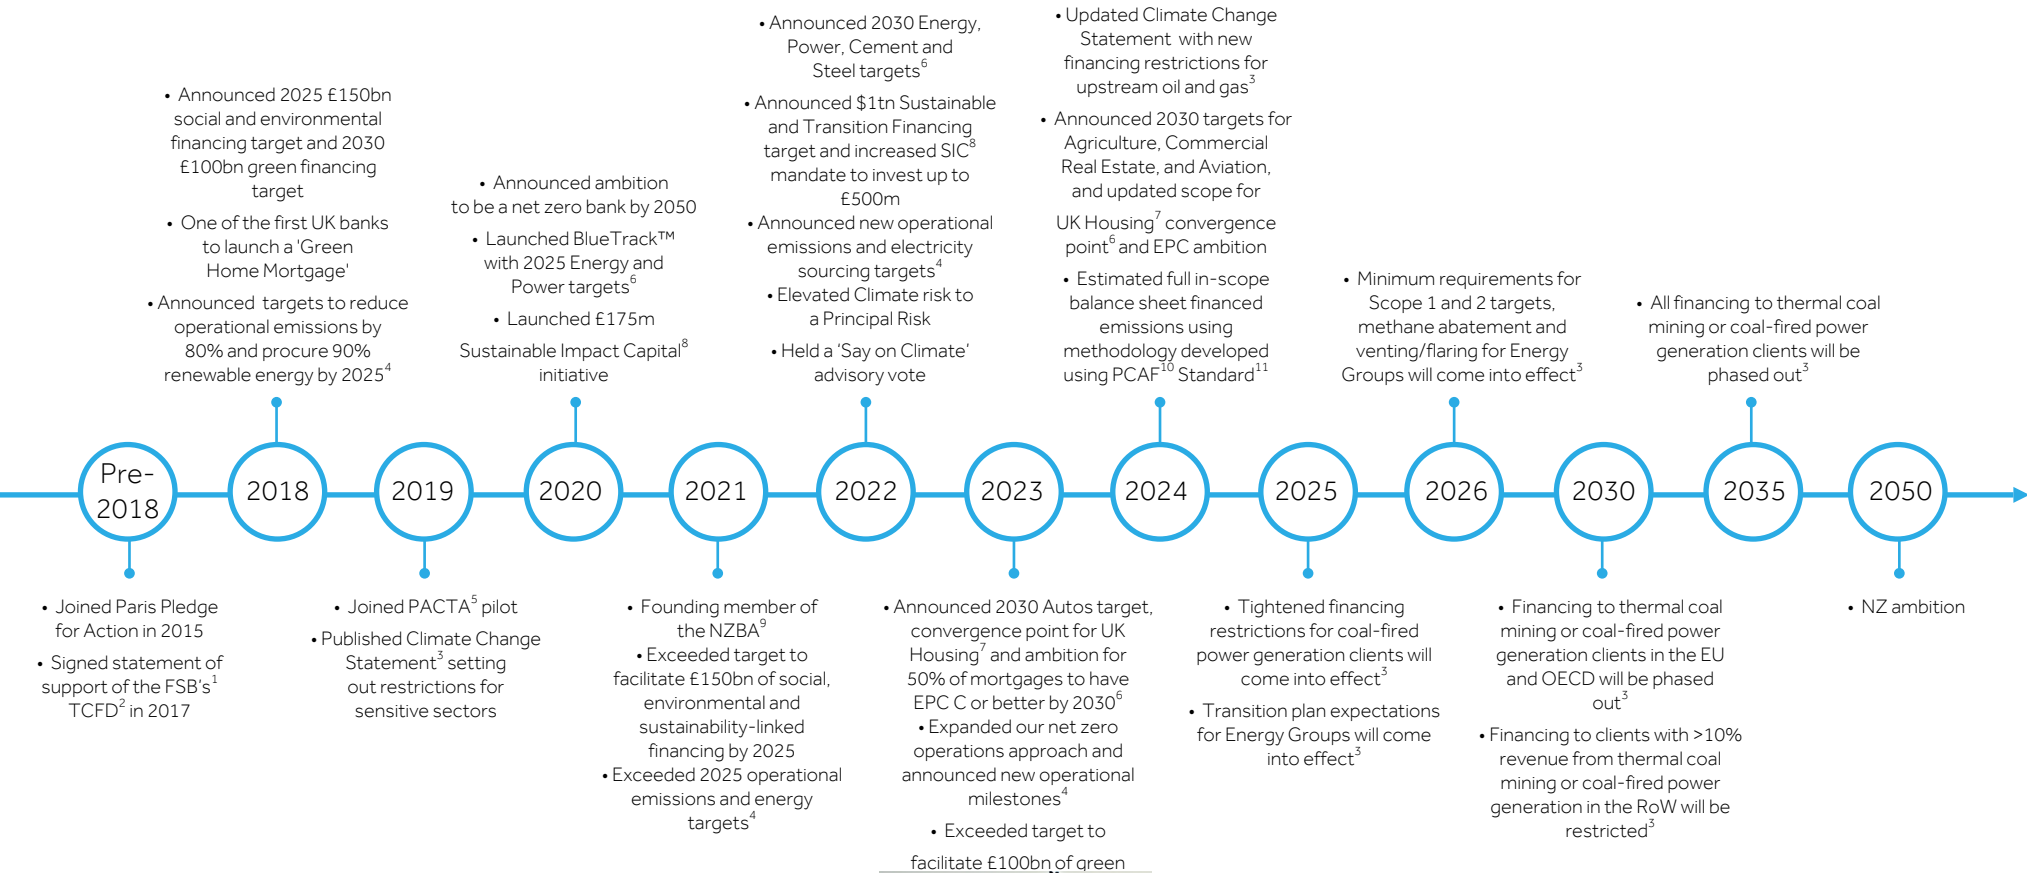 • Announced 2025 £150bn
social and environmental
financing target and 2030
£100bn green financing
target
• One of the first UK banks
to launch a 'Green
Home Mortgage'
• Announced targets to reduce
operational emissions by
80% and procure 90%
renewable energy by 2025⁴
• Announced ambition
to be a net zero bank by 2050
• Launched BlueTrack™
with 2025 Energy and
Power targets⁶
• Launched £175m
Sustainable Impact Capital⁸
initiative
• Announced 2030 Energy,
Power, Cement and
Steel targets⁶
• Announced $1tn Sustainable
and Transition Financing
target and increased SIC⁸
mandate to invest up to
£500m
• Announced new operational
emissions and electricity
sourcing targets⁴
• Elevated Climate risk to
a Principal Risk
• Held a 'Say on Climate'
advisory vote
• Updated Climate Change
Statement with new
financing restrictions for
upstream oil and gas³
• Announced 2030 targets for
Agriculture, Commercial
Real Estate, and Aviation,
and updated scope for
UK Housing⁷ convergence
point⁶ and EPC ambition
• Estimated full in-scope
balance sheet financed
emissions using
methodology developed
using PCAF¹⁰ Standard¹¹
• Minimum requirements for
Scope 1 and 2 targets,
methane abatement and
venting/flaring for Energy
Groups will come into effect³
• All financing to thermal coal
mining or coal-fired power
generation clients will be
phased out³
Pre-
2018
2018
2019
2020
2021
2022
2023
2024
2025
2026
2030
2035
2050
• Joined Paris Pledge
for Action in 2015
• Signed statement of
support of the FSB's¹
TCFD² in 2017
• Joined PACTA⁵ pilot
• Published Climate Change
Statement³ setting
out restrictions for
sensitive sectors
• Founding member of
the NZBA⁹
• Exceeded target to
facilitate £150bn of social,
environmental and
sustainability-linked
financing by 2025
• Exceeded 2025 operational
emissions and energy
targets⁴
• Announced 2030 Autos target,
convergence point for UK
Housing⁷ and ambition for
50% of mortgages to have
EPC C or better by 2030⁶
• Expanded our net zero
operations approach and
announced new operational
milestones⁴
• Exceeded target to
facilitate £100bn of green
• Tightened financing
restrictions for coal-fired
power generation clients will
come into effect³
• Transition plan expectations
for Energy Groups will come
into effect³
• Financing to thermal coal
mining or coal-fired power
generation clients in the EU
and OECD will be phased
out³
• Financing to clients with >10%
revenue from thermal coal
mining or coal-fired power
generation in the RoW will be
restricted³
• NZ ambition